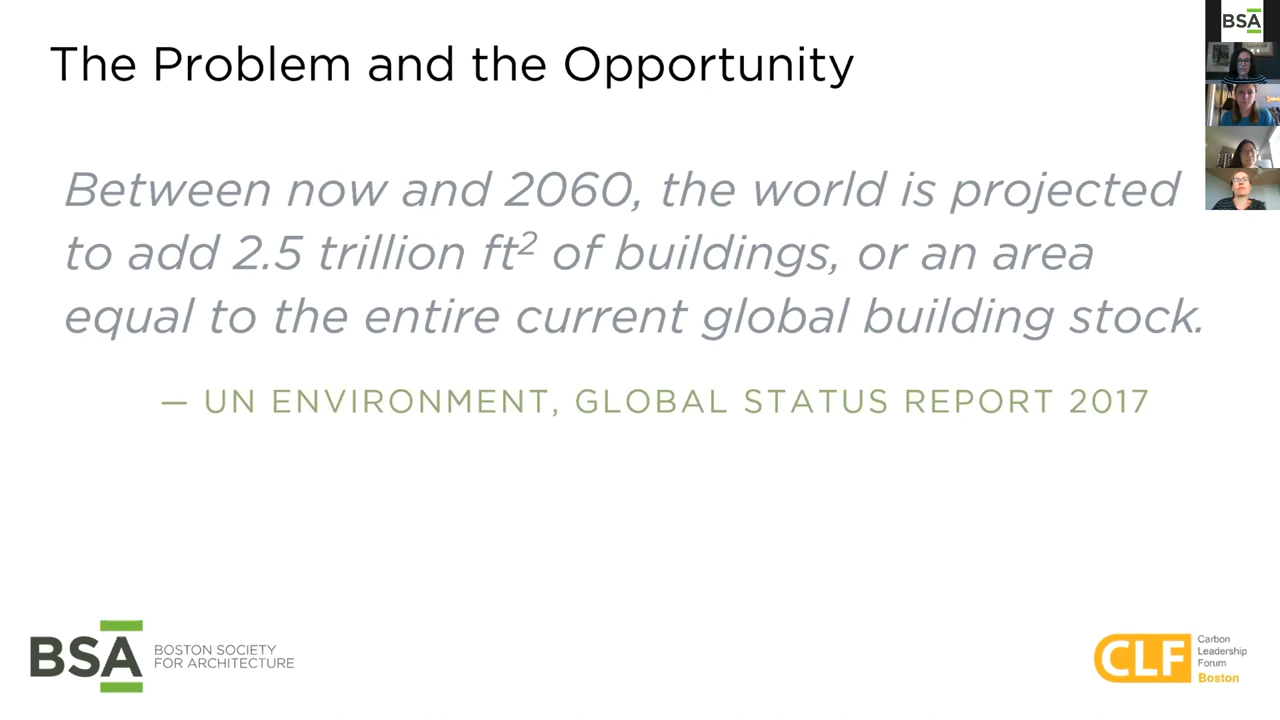 The Problem and the Opportunity
BSA
Between now and 2060, the world is projected
to add 2.5 trillion ft² of buildings, or an area
equal to the entire current global building stock.
— UN ENVIRONMENT, GLOBAL STATUS REPORT 2017
BSA
BOSTON SOCIETY
FOR ARCHITECTURE
CLF
Carbon
Leadership
Forum
Boston